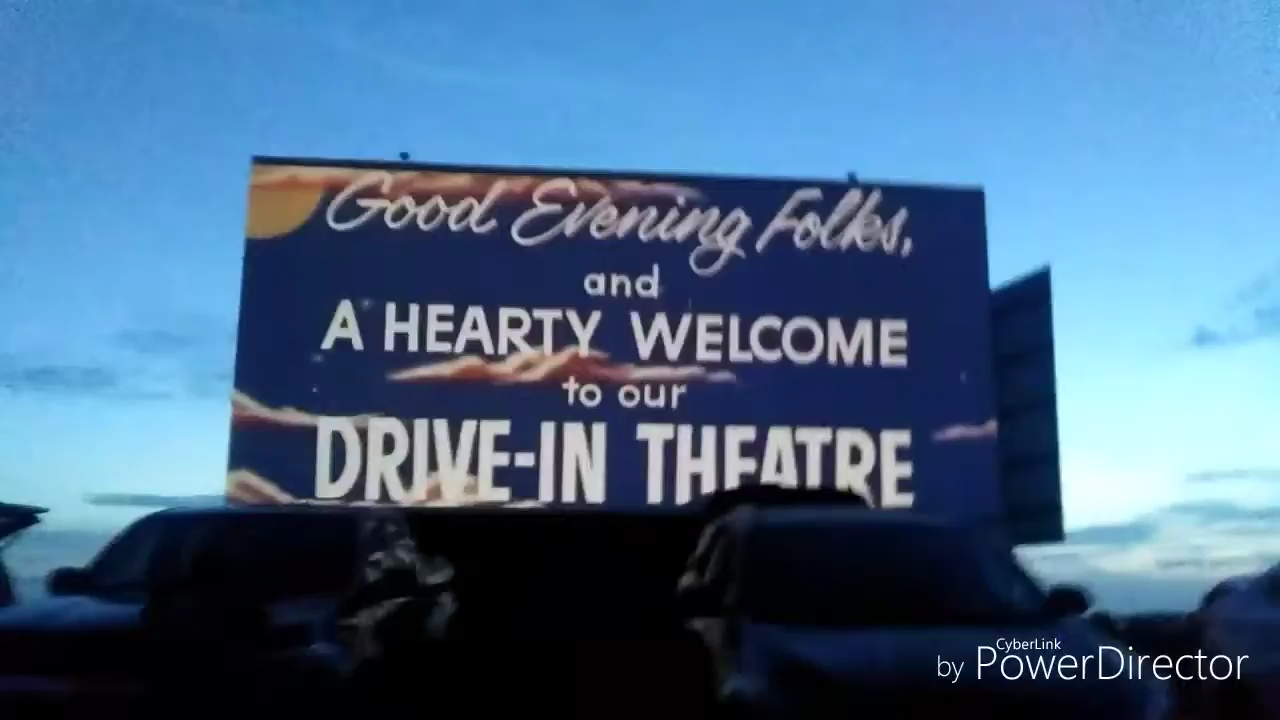 Good Evening Folks,
and
A HEARTY WELCOME
to our
DRIVE-IN THEATRE
CyberLink
by PowerDirector